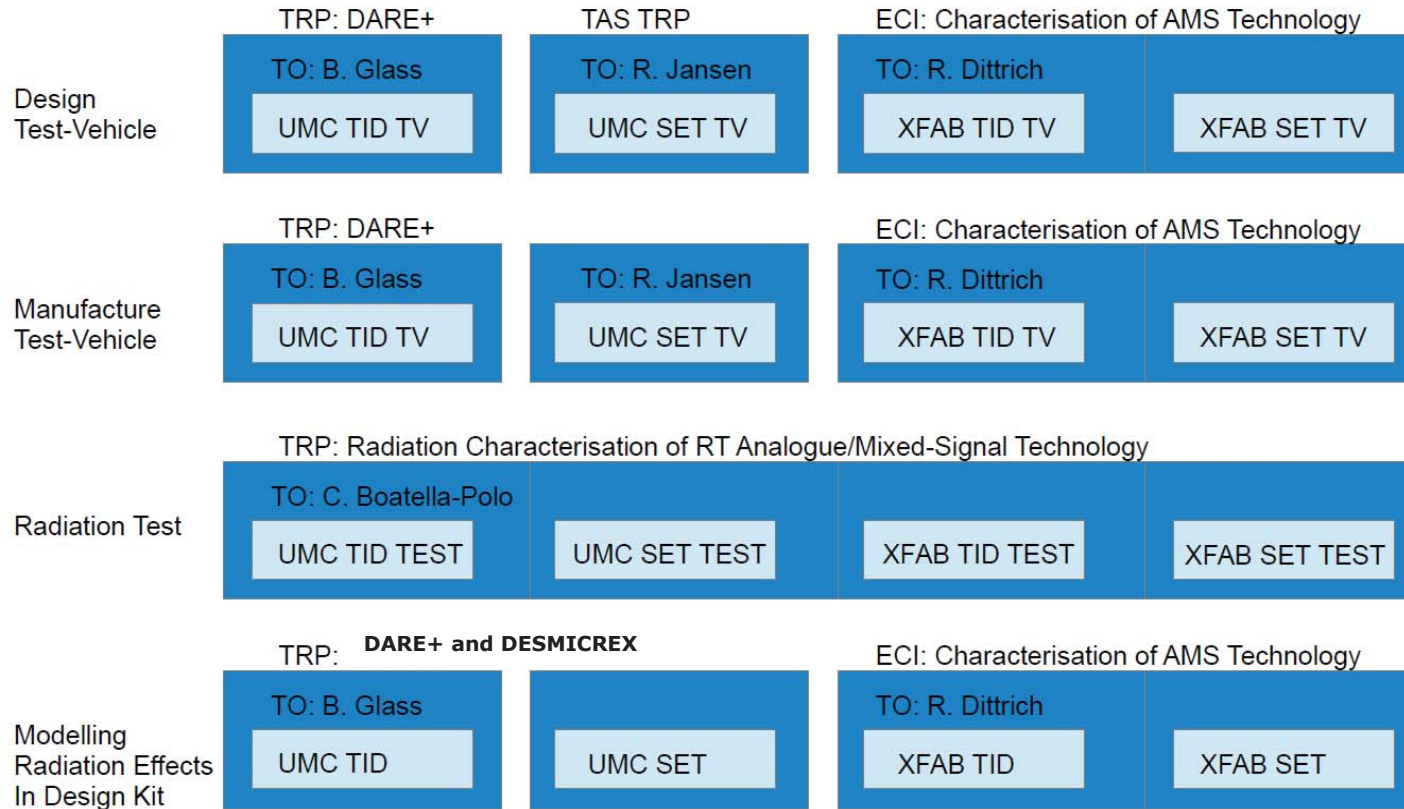 TRP: DARE+ TAS TRP ECI: Characterisation of AMS Technology
TO: B. Glass TO: R. Jansen TO: R. Dittrich
Design
Test-Vehicle
UMC TID TV UMC SET TV XFAB TID TV XFAB SET TV
TRP: DARE+ ECI: Characterisation of AMS Technology
TO: B. Glass TO: R. Jansen TO: R. Dittrich
Manufacture
Test-Vehicle
UMC TID TV UMC SET TV XFAB TID TV XFAB SET TV
TRP: Radiation Characterisation of RT Analogue/Mixed-Signal Technology
TO: C. Boatella-Polo
Radiation Test
UMC TID TEST UMC SET TEST XFAB TID TEST XFAB SET TEST
TRP: DARE+ and DESMICREX ECI: Characterisation of AMS Technology
TO: B. Glass TO: R. Dittrich
Modelling
Radiation Effects
In Design Kit
UMC TID UMC SET XFAB TID XFAB SET